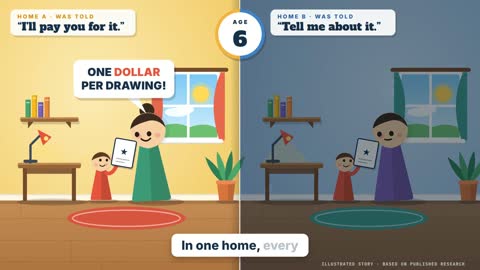 HOME A · WAS TOLD
“I’ll pay you for it.”
AGE
6
HOME B · WAS TOLD
“Tell me about it.”
ONE DOLLAR
PER DRAWING!
In one home, every
ILLUSTRATED STORY · BASED ON PUBLISHED RESEARCH